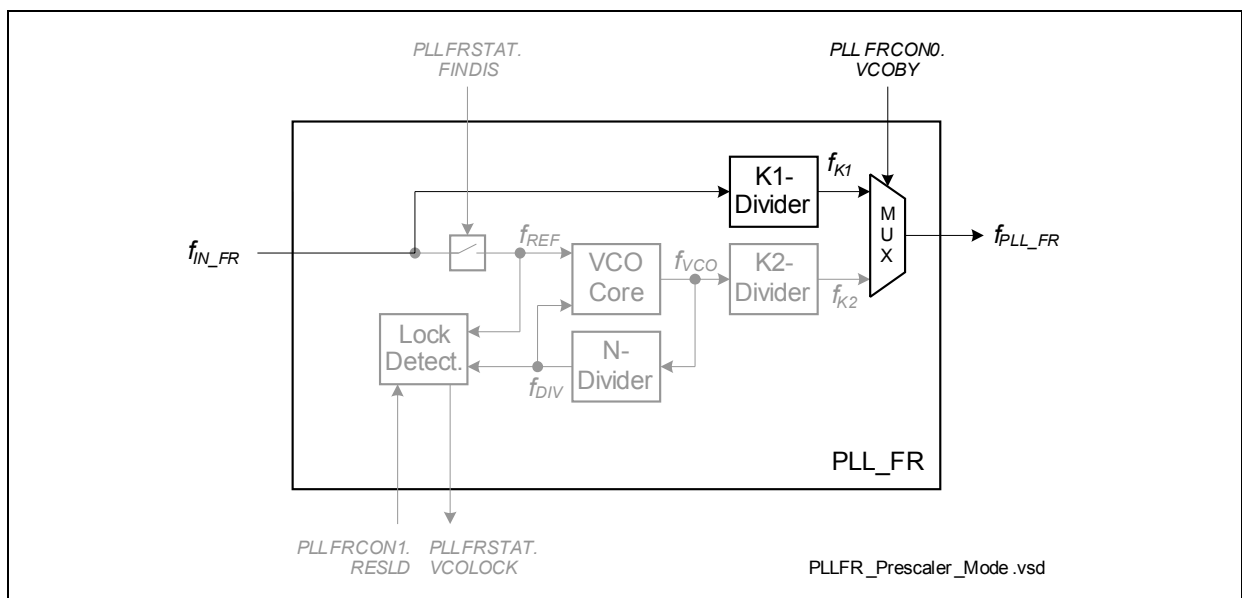 PLLFRSTAT.
FINDIS
PLLFRCON0.
VCOBY
K1-
Divider
fK1
M
U
X
fIN_FR
fREF
VCO
Core
fVCO
K2-
Divider
fK2
fPLL_FR
Lock
Detect.
fDIV
N-
Divider
PLL_FR
PLLFRCON1.
RESLD
PLLFRSTAT.
VCOLOCK
PLLFR_Prescaler_Mode.vsd